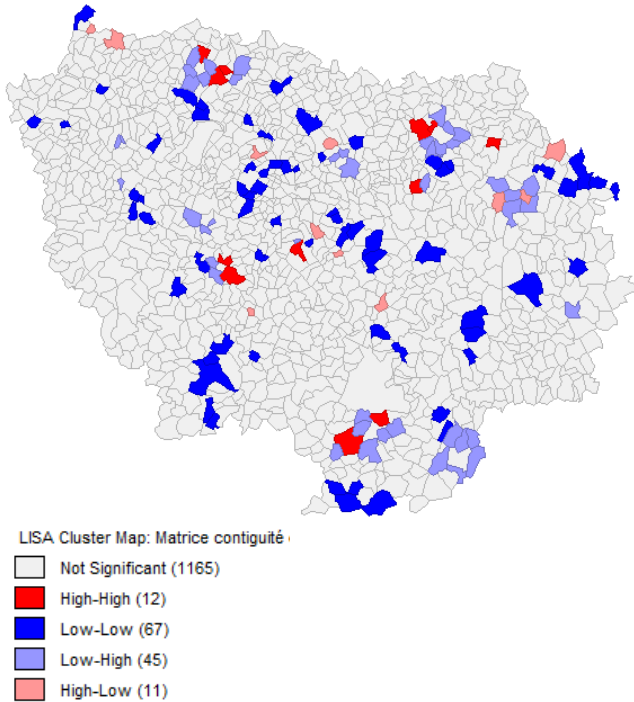 LISA Cluster Map: Matrice contiguité
Not Significant (1165)
High-High (12)
Low-Low (67)
Low-High (45)
High-Low (11)